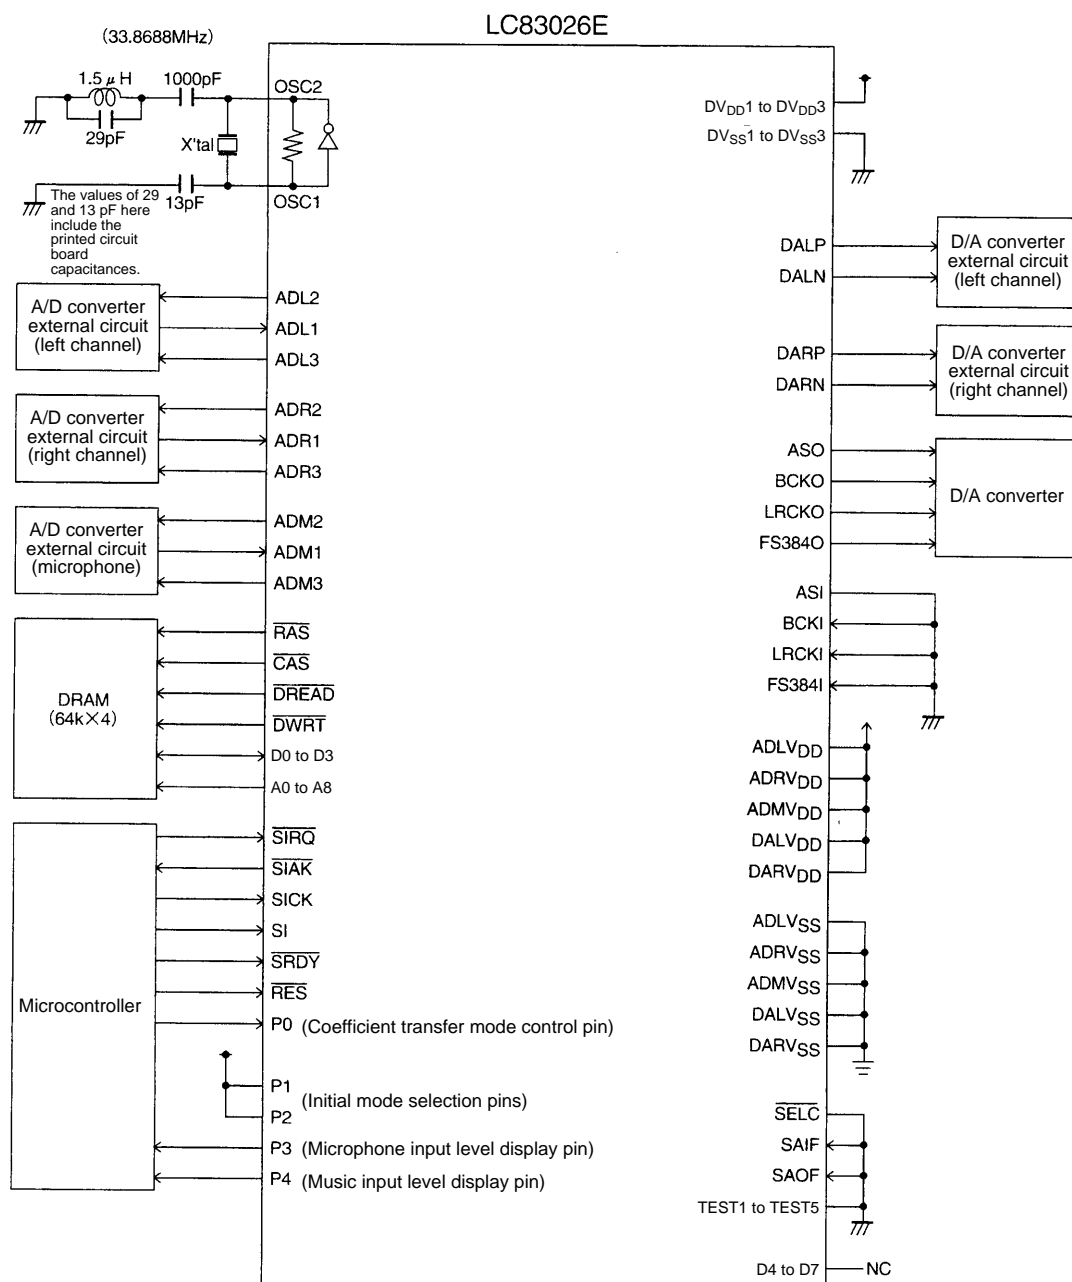 LC83026E
(33.8688MHz)
1.5μH
1000pF
OSC2
29pF
X'tal
13pF
OSC1
The values of 29
and 13 pF here
include the
printed circuit
board
capacitances.
A/D converter
external circuit
(left channel)
ADL2
ADL1
ADL3
A/D converter
external circuit
(right channel)
ADR2
ADR1
ADR3
A/D converter
external circuit
(microphone)
ADM2
ADM1
ADM3
DRAM
(64k×4)
RAS
CAS
DREAD
DWRT
D0 to D3
A0 to A8
Microcontroller
SIRQ
SIAK
SICK
SI
SRDY
RES
P0 (Coefficient transfer mode control pin)
P1
(Initial mode selection pins)
P2
P3 (Microphone input level display pin)
P4 (Music input level display pin)
DVDD1 to DVDD3
DVSS1 to DVSS3
DALP
DALN
D/A converter
external circuit
(left channel)
DARP
DARN
D/A converter
external circuit
(right channel)
ASO
BCKO
LRCKO
FS384O
D/A converter
ASI
BCKI
LRCKI
FS384I
ADLVDD
ADRVDD
ADMVDD
DALVDD
DARVDD
ADLVSS
ADRVSS
ADMVSS
DALVSS
DARVSS
SELC
SAIF
SAOF
TEST1 to TEST5
D4 to D7
NC